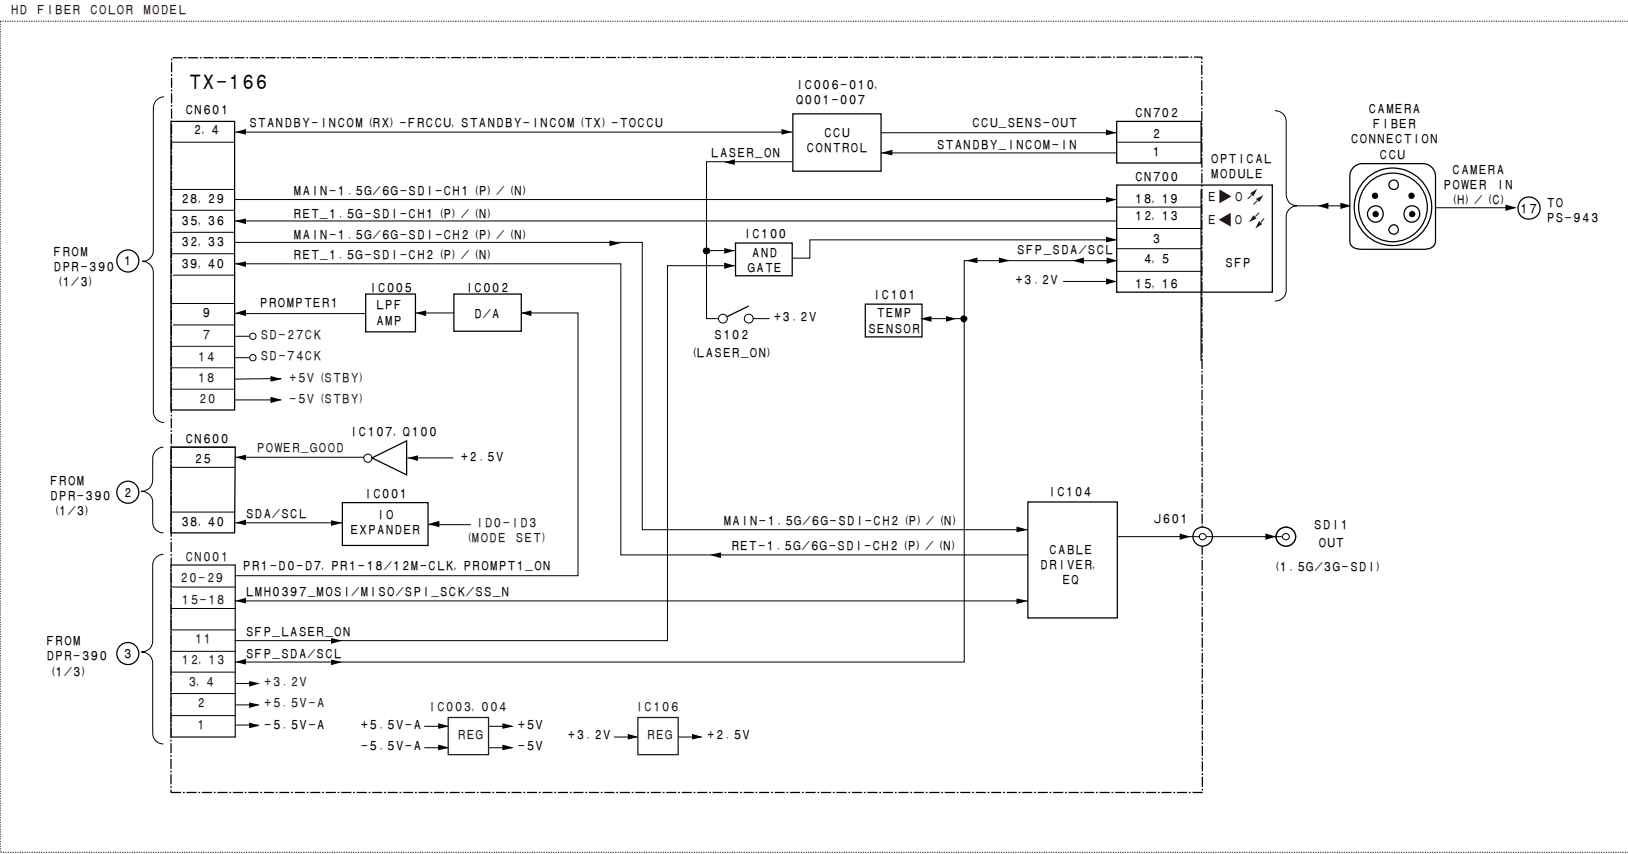 HD FIBER COLOR MODEL
TX-166
CN601
2, 4
STANDBY-INCOM (RX) -FRCCU, STANDBY-INCOM (TX) -TOCCU
IC006-010,
Q001-007
CCU
CONTROL
LASER_ON
CCU_SENS-OUT
STANDBY_INCOM-IN
CN702
2
1
OPTICAL
MODULE
CN700
18, 19
E O
12, 13
E O
3
4, 5
SFP
15, 16
CAMERA
FIBER
CONNECTION
CCU
CAMERA
POWER IN
(H) / (C)
17
TO
PS-943
28, 29
MAIN-1.5G/6G-SDI-CH1 (P) / (N)
35, 36
RET_1.5G-SDI-CH1 (P) / (N)
32, 33
MAIN-1.5G/6G-SDI-CH2 (P) / (N)
39, 40
RET_1.5G-SDI-CH2 (P) / (N)
IC100
AND
GATE
SFP_SDA/SCL
+3.2V
FROM
DPR-390
(1/3)
1
9
PROMPTER1
IC005
LPF
AMP
IC002
D/A
S102
(LASER_ON)
+3.2V
IC101
TEMP
SENSOR
7
SD-27CK
14
SD-74CK
18
+5V (STBY)
20
-5V (STBY)
FROM
DPR-390
(1/3)
2
CN600
25
POWER_GOOD
IC107, Q100
+2.5V
38, 40
SDA/SCL
IC001
IO
EXPANDER
ID0-ID3
(MODE SET)
MAIN-1.5G/6G-SDI-CH2 (P) / (N)
RET-1.5G/6G-SDI-CH2 (P) / (N)
IC104
CABLE
DRIVER,
EQ
J601
SDI1
OUT
(1.5G/3G-SDI)
FROM
DPR-390
(1/3)
3
CN001
20-29
PR1-D0-D7, PR1-18/12M-CLK, PROMPT1_ON
15-18
LMH0397_MOSI/MISO/SPI_SCK/SS_N
11
SFP_LASER_ON
12, 13
SFP_SDA/SCL
3, 4
+3.2V
2
+5.5V-A
1
-5.5V-A
IC003, 004
+5.5V-A
-5.5V-A
REG
+5V
-5V
IC106
+3.2V
REG
+2.5V